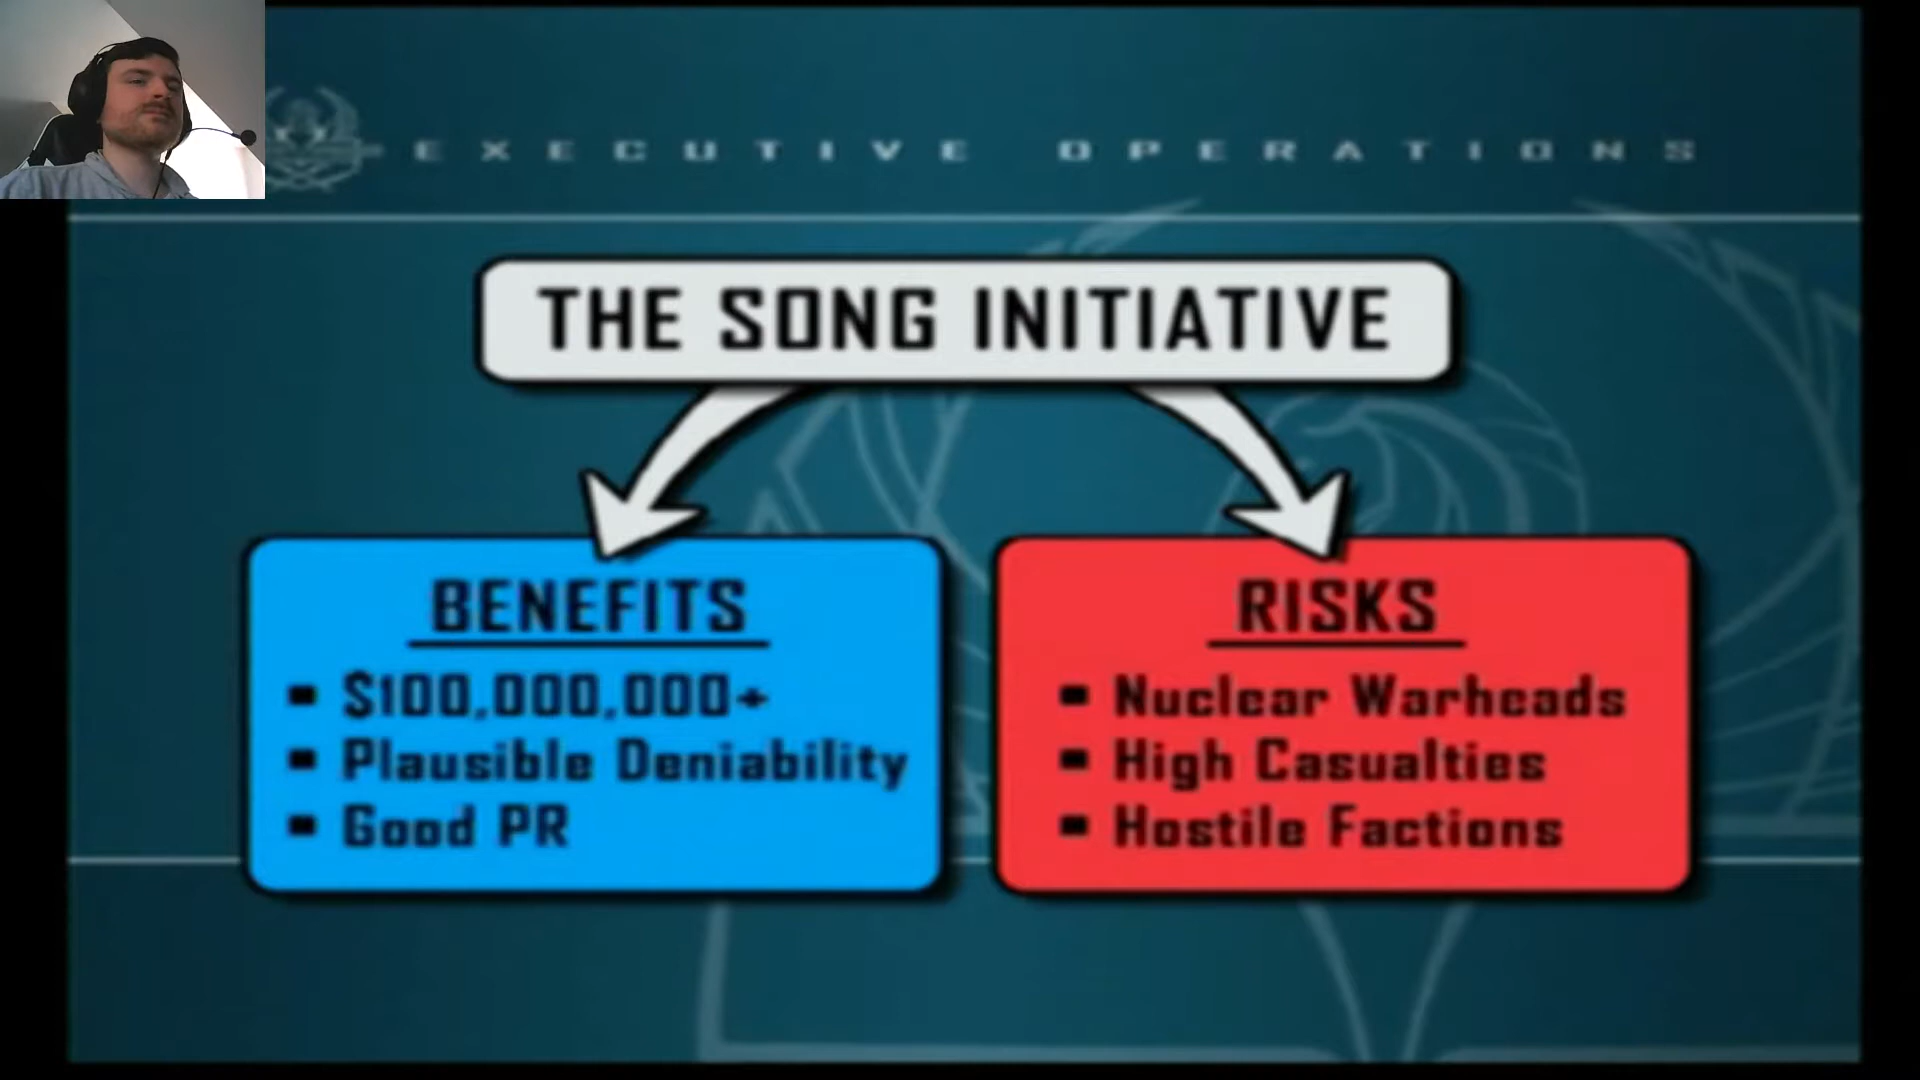 EXECUTIVE OPERATIONS
THE SONG INITIATIVE
BENEFITS
▪ $100,000,000+
▪ Plausible Deniability
▪ Good PR
RISKS
▪ Nuclear Warheads
▪ High Casualties
▪ Hostile Factions